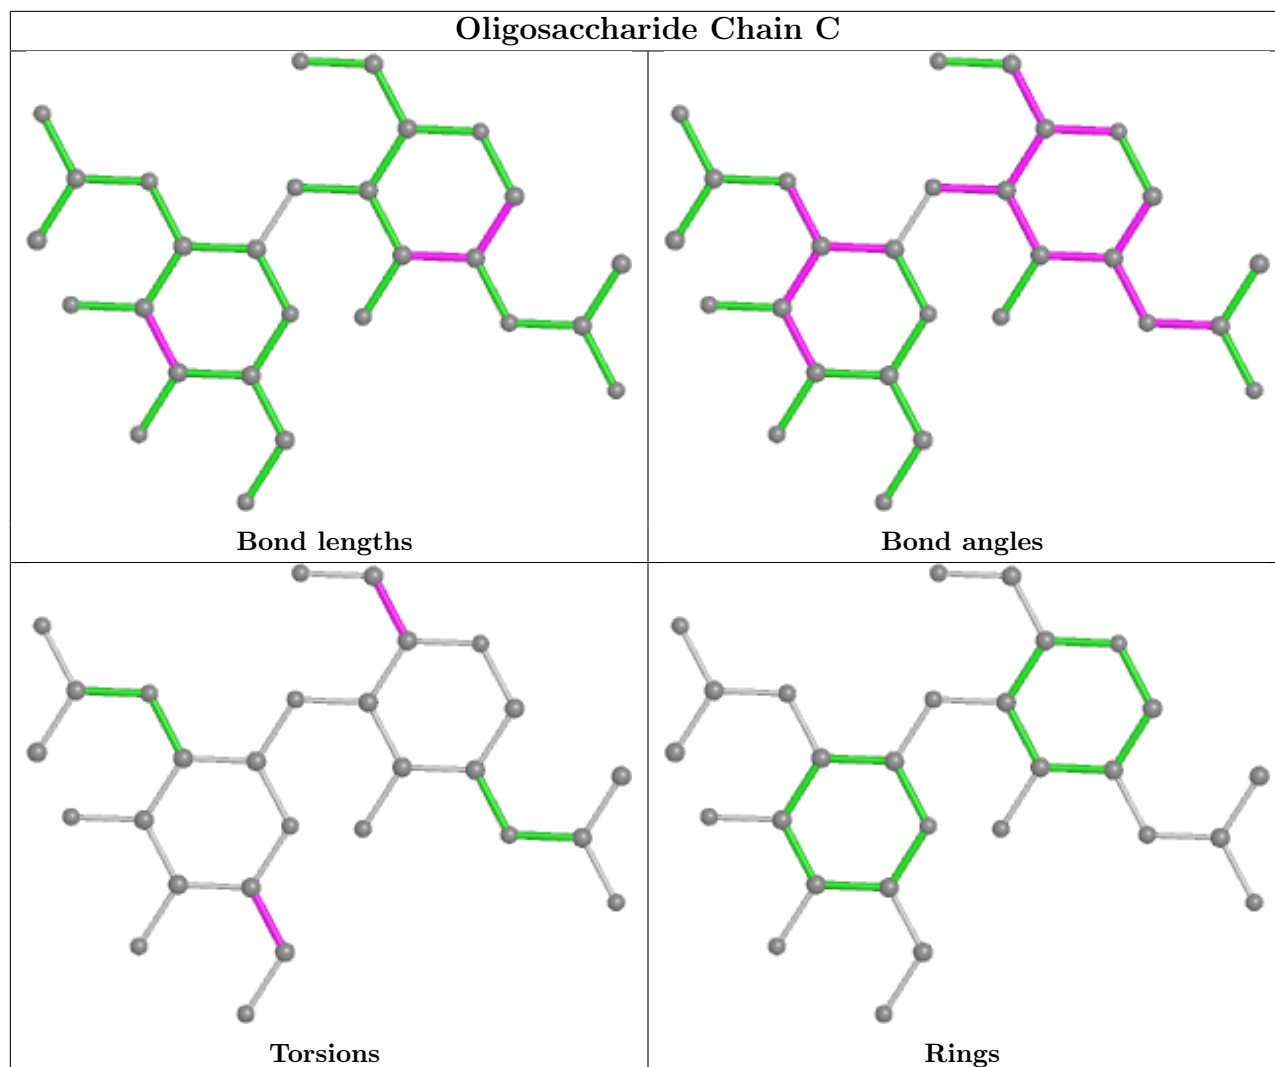 Oligosaccharide Chain C
Bond lengths
Bond angles
Torsions
Rings